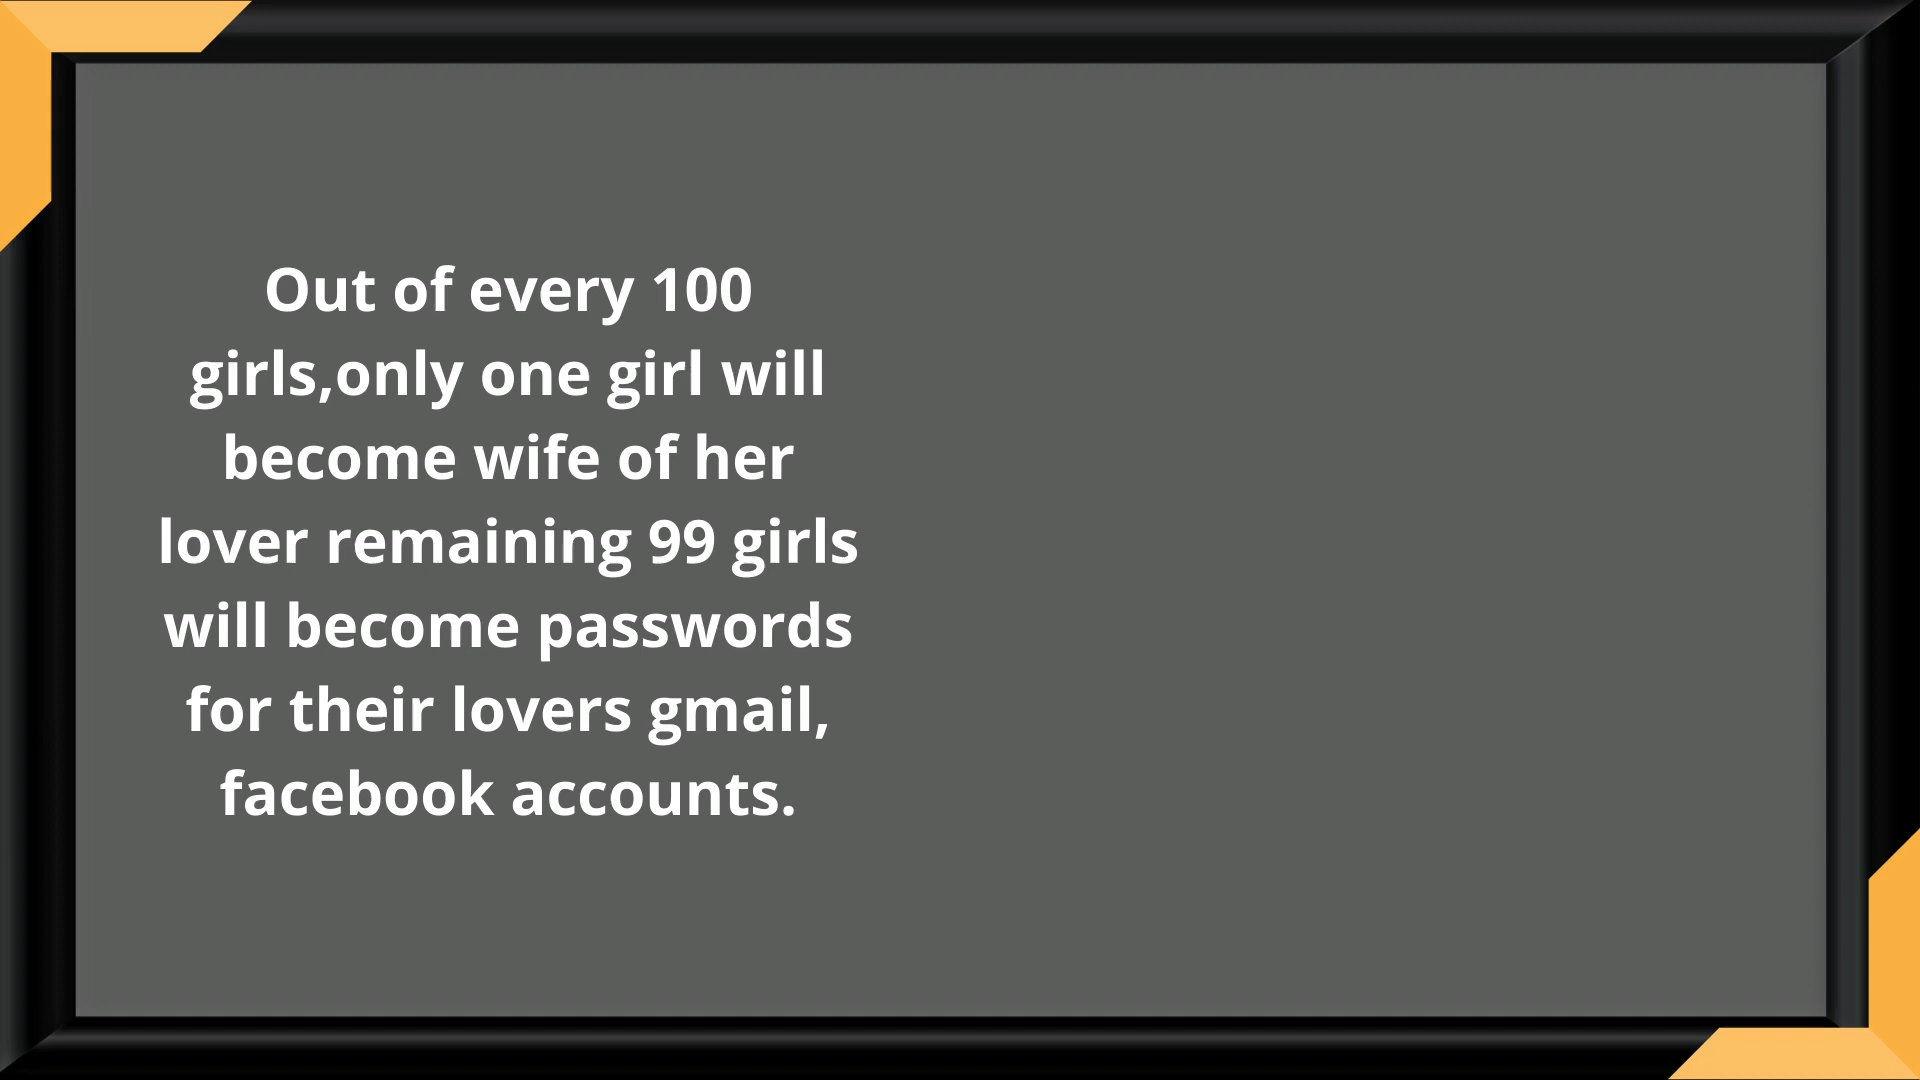 Out of every 100
girls,only one girl will
become wife of her
lover remaining 99 girls
will become passwords
for their lovers gmail,
facebook accounts.